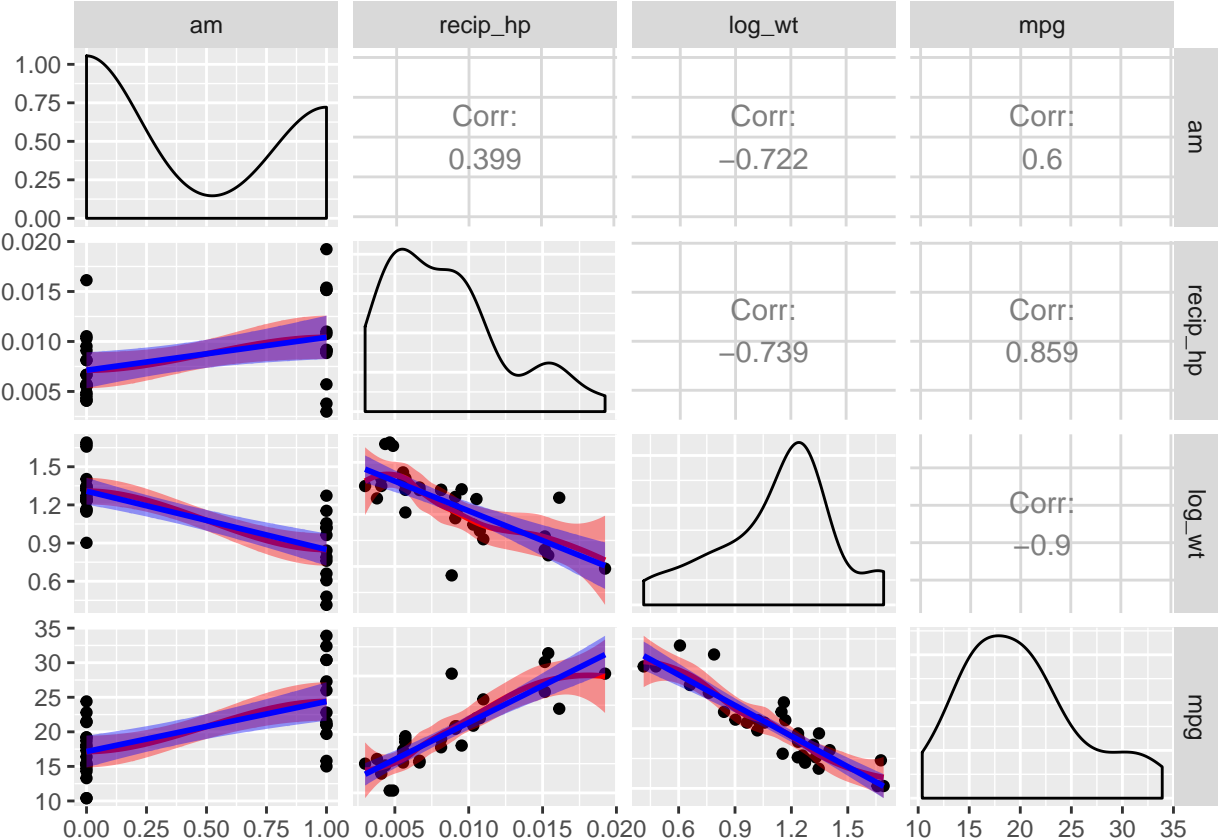 am recip_hp log_wt mpg
1.00
0.75
0.50
0.25
0.00
Corr:
0.399
Corr:
−0.722
Corr:
0.6
am
0.020
0.015
0.010
0.005
Corr:
−0.739
Corr:
0.859
recip_hp
1.5
1.2
0.9
0.6
Corr:
−0.9
log_wt
35
30
25
20
15
10
mpg
0.00 0.25 0.50 0.75 1.00 0.005 0.010 0.015 0.020 0.6 0.9 1.2 1.5 10 15 20 25 30 35